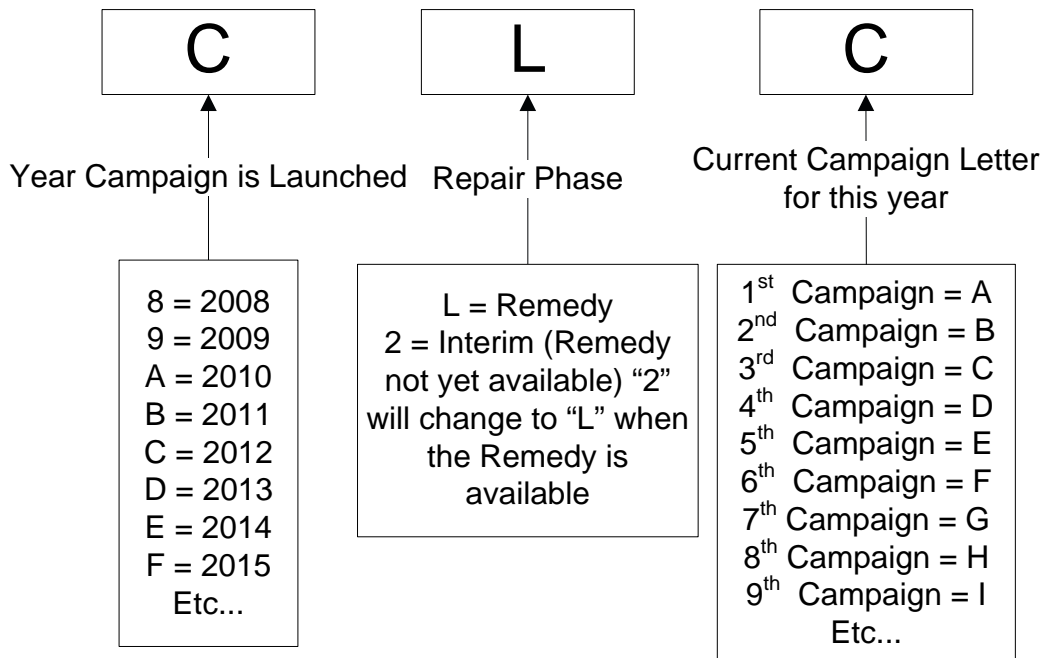 C
L
C
Year Campaign is Launched
Repair Phase
Current Campaign Letter
for this year
8 = 2008
9 = 2009
A = 2010
B = 2011
C = 2012
D = 2013
E = 2014
F = 2015
Etc...
L = Remedy
2 = Interim (Remedy
not yet available) “2”
will change to “L” when
the Remedy is
available
1st Campaign = A
2nd Campaign = B
3rd Campaign = C
4th Campaign = D
5th Campaign = E
6th Campaign = F
7th Campaign = G
8th Campaign = H
9th Campaign = I
Etc...